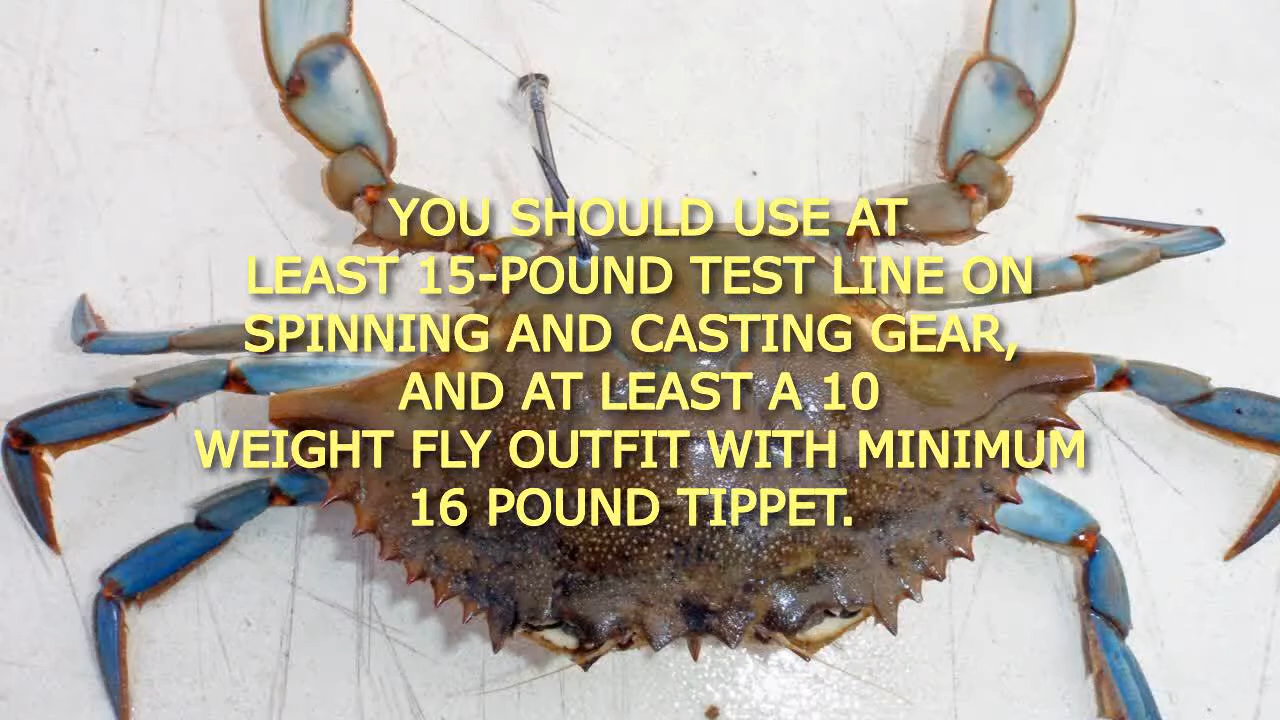 YOU SHOULD USE AT
LEAST 15-POUND TEST LINE ON
SPINNING AND CASTING GEAR,
AND AT LEAST A 10
WEIGHT FLY OUTFIT WITH MINIMUM
16 POUND TIPPET.